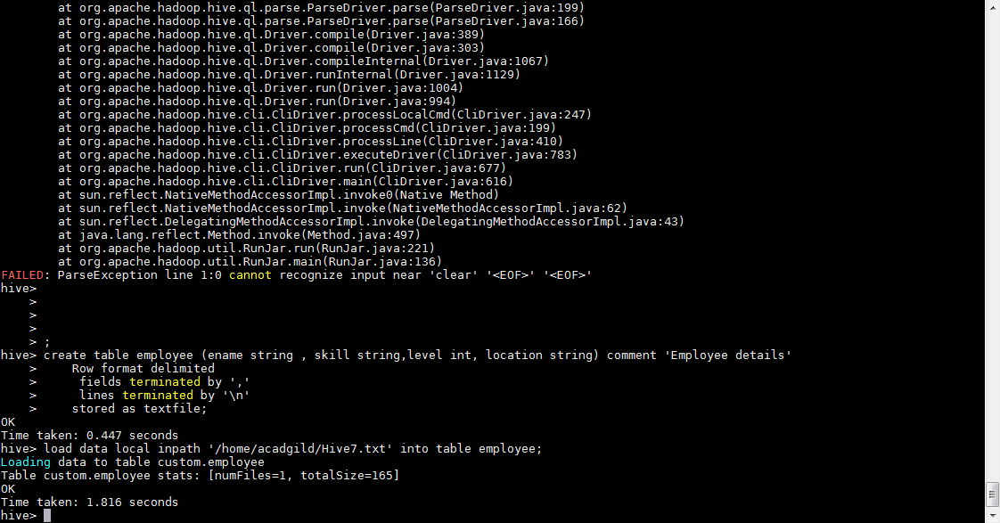 at org.apache.hadoop.hive.ql.parse.ParseDriver.parse(ParseDriver.java:199)
at org.apache.hadoop.hive.ql.parse.ParseDriver.parse(ParseDriver.java:166)
at org.apache.hadoop.hive.ql.Driver.compile(Driver.java:389)
at org.apache.hadoop.hive.ql.Driver.compile(Driver.java:303)
at org.apache.hadoop.hive.ql.Driver.compileInternal(Driver.java:1067)
at org.apache.hadoop.hive.ql.Driver.runInternal(Driver.java:1129)
at org.apache.hadoop.hive.ql.Driver.run(Driver.java:1004)
at org.apache.hadoop.hive.ql.Driver.run(Driver.java:994)
at org.apache.hadoop.hive.cli.CliDriver.processLocalCmd(CliDriver.java:247)
at org.apache.hadoop.hive.cli.CliDriver.processCmd(CliDriver.java:199)
at org.apache.hadoop.hive.cli.CliDriver.processLine(CliDriver.java:410)
at org.apache.hadoop.hive.cli.CliDriver.executeDriver(CliDriver.java:783)
at org.apache.hadoop.hive.cli.CliDriver.run(CliDriver.java:677)
at org.apache.hadoop.hive.cli.CliDriver.main(CliDriver.java:616)
at sun.reflect.NativeMethodAccessorImpl.invoke0(Native Method)
at sun.reflect.NativeMethodAccessorImpl.invoke(NativeMethodAccessorImpl.java:62)
at sun.reflect.DelegatingMethodAccessorImpl.invoke(DelegatingMethodAccessorImpl.java:43)
at java.lang.reflect.Method.invoke(Method.java:497)
at org.apache.hadoop.util.RunJar.run(RunJar.java:221)
at org.apache.hadoop.util.RunJar.main(RunJar.java:136)
FAILED: ParseException line 1:0 cannot recognize input near 'clear' '<EOF>' '<EOF>'
hive>
    >
    >
    >
    > ;
hive> create table employee (ename string , skill string,level int, location string) comment 'Employee details'
    >     Row format delimited
    >      fields terminated by ','
    >      lines terminated by '\n'
    >     stored as textfile;
OK
Time taken: 0.447 seconds
hive> load data local inpath '/home/acadgild/Hive7.txt' into table employee;
Loading data to table custom.employee
Table custom.employee stats: [numFiles=1, totalSize=165]
OK
Time taken: 1.816 seconds
hive>